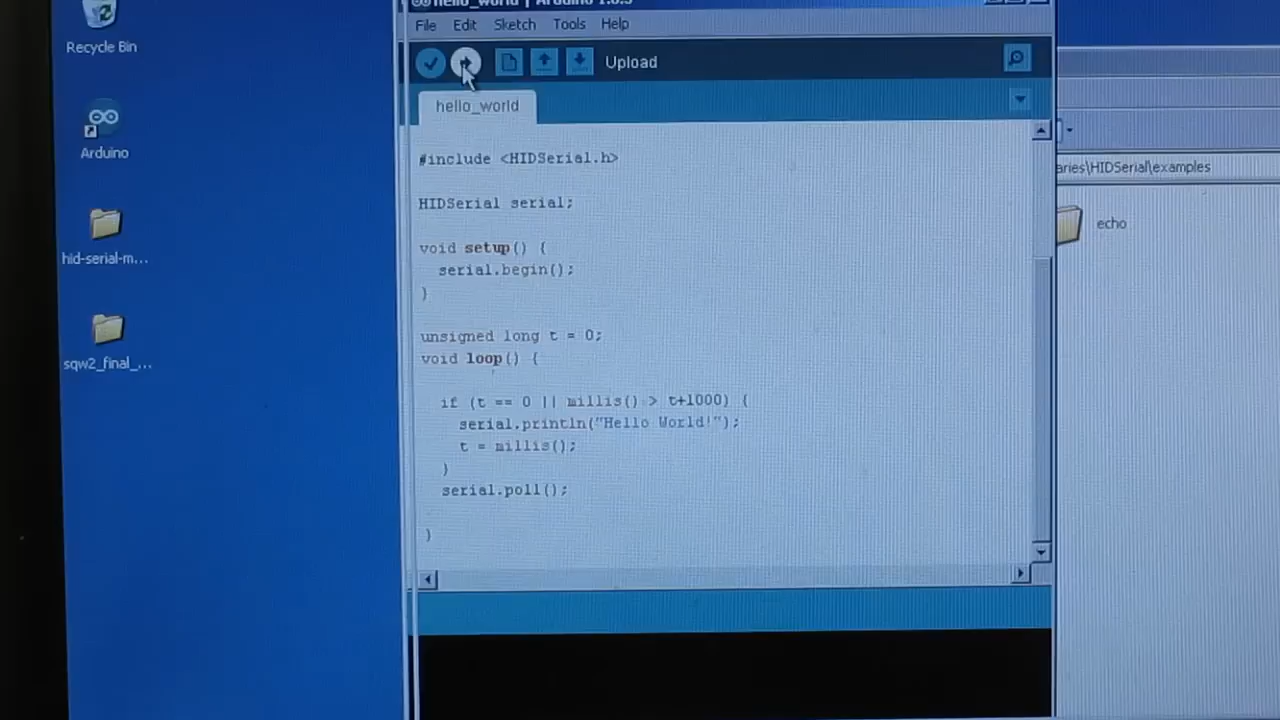 hello_world | Arduino 1.0.5
File Edit Sketch Tools Help
Upload
hello_world
#include <HIDSerial.h>
HIDSerial serial;
void setup() {
serial.begin();
}
unsigned long t = 0;
void loop() {
if (t == 0 || millis() > t+1000) {
serial.println("Hello World!");
t = millis();
}
serial.poll();
}
Recycle Bin
Arduino
hid-serial-m...
sqw2_final_...
aries\HIDSerial\examples
echo